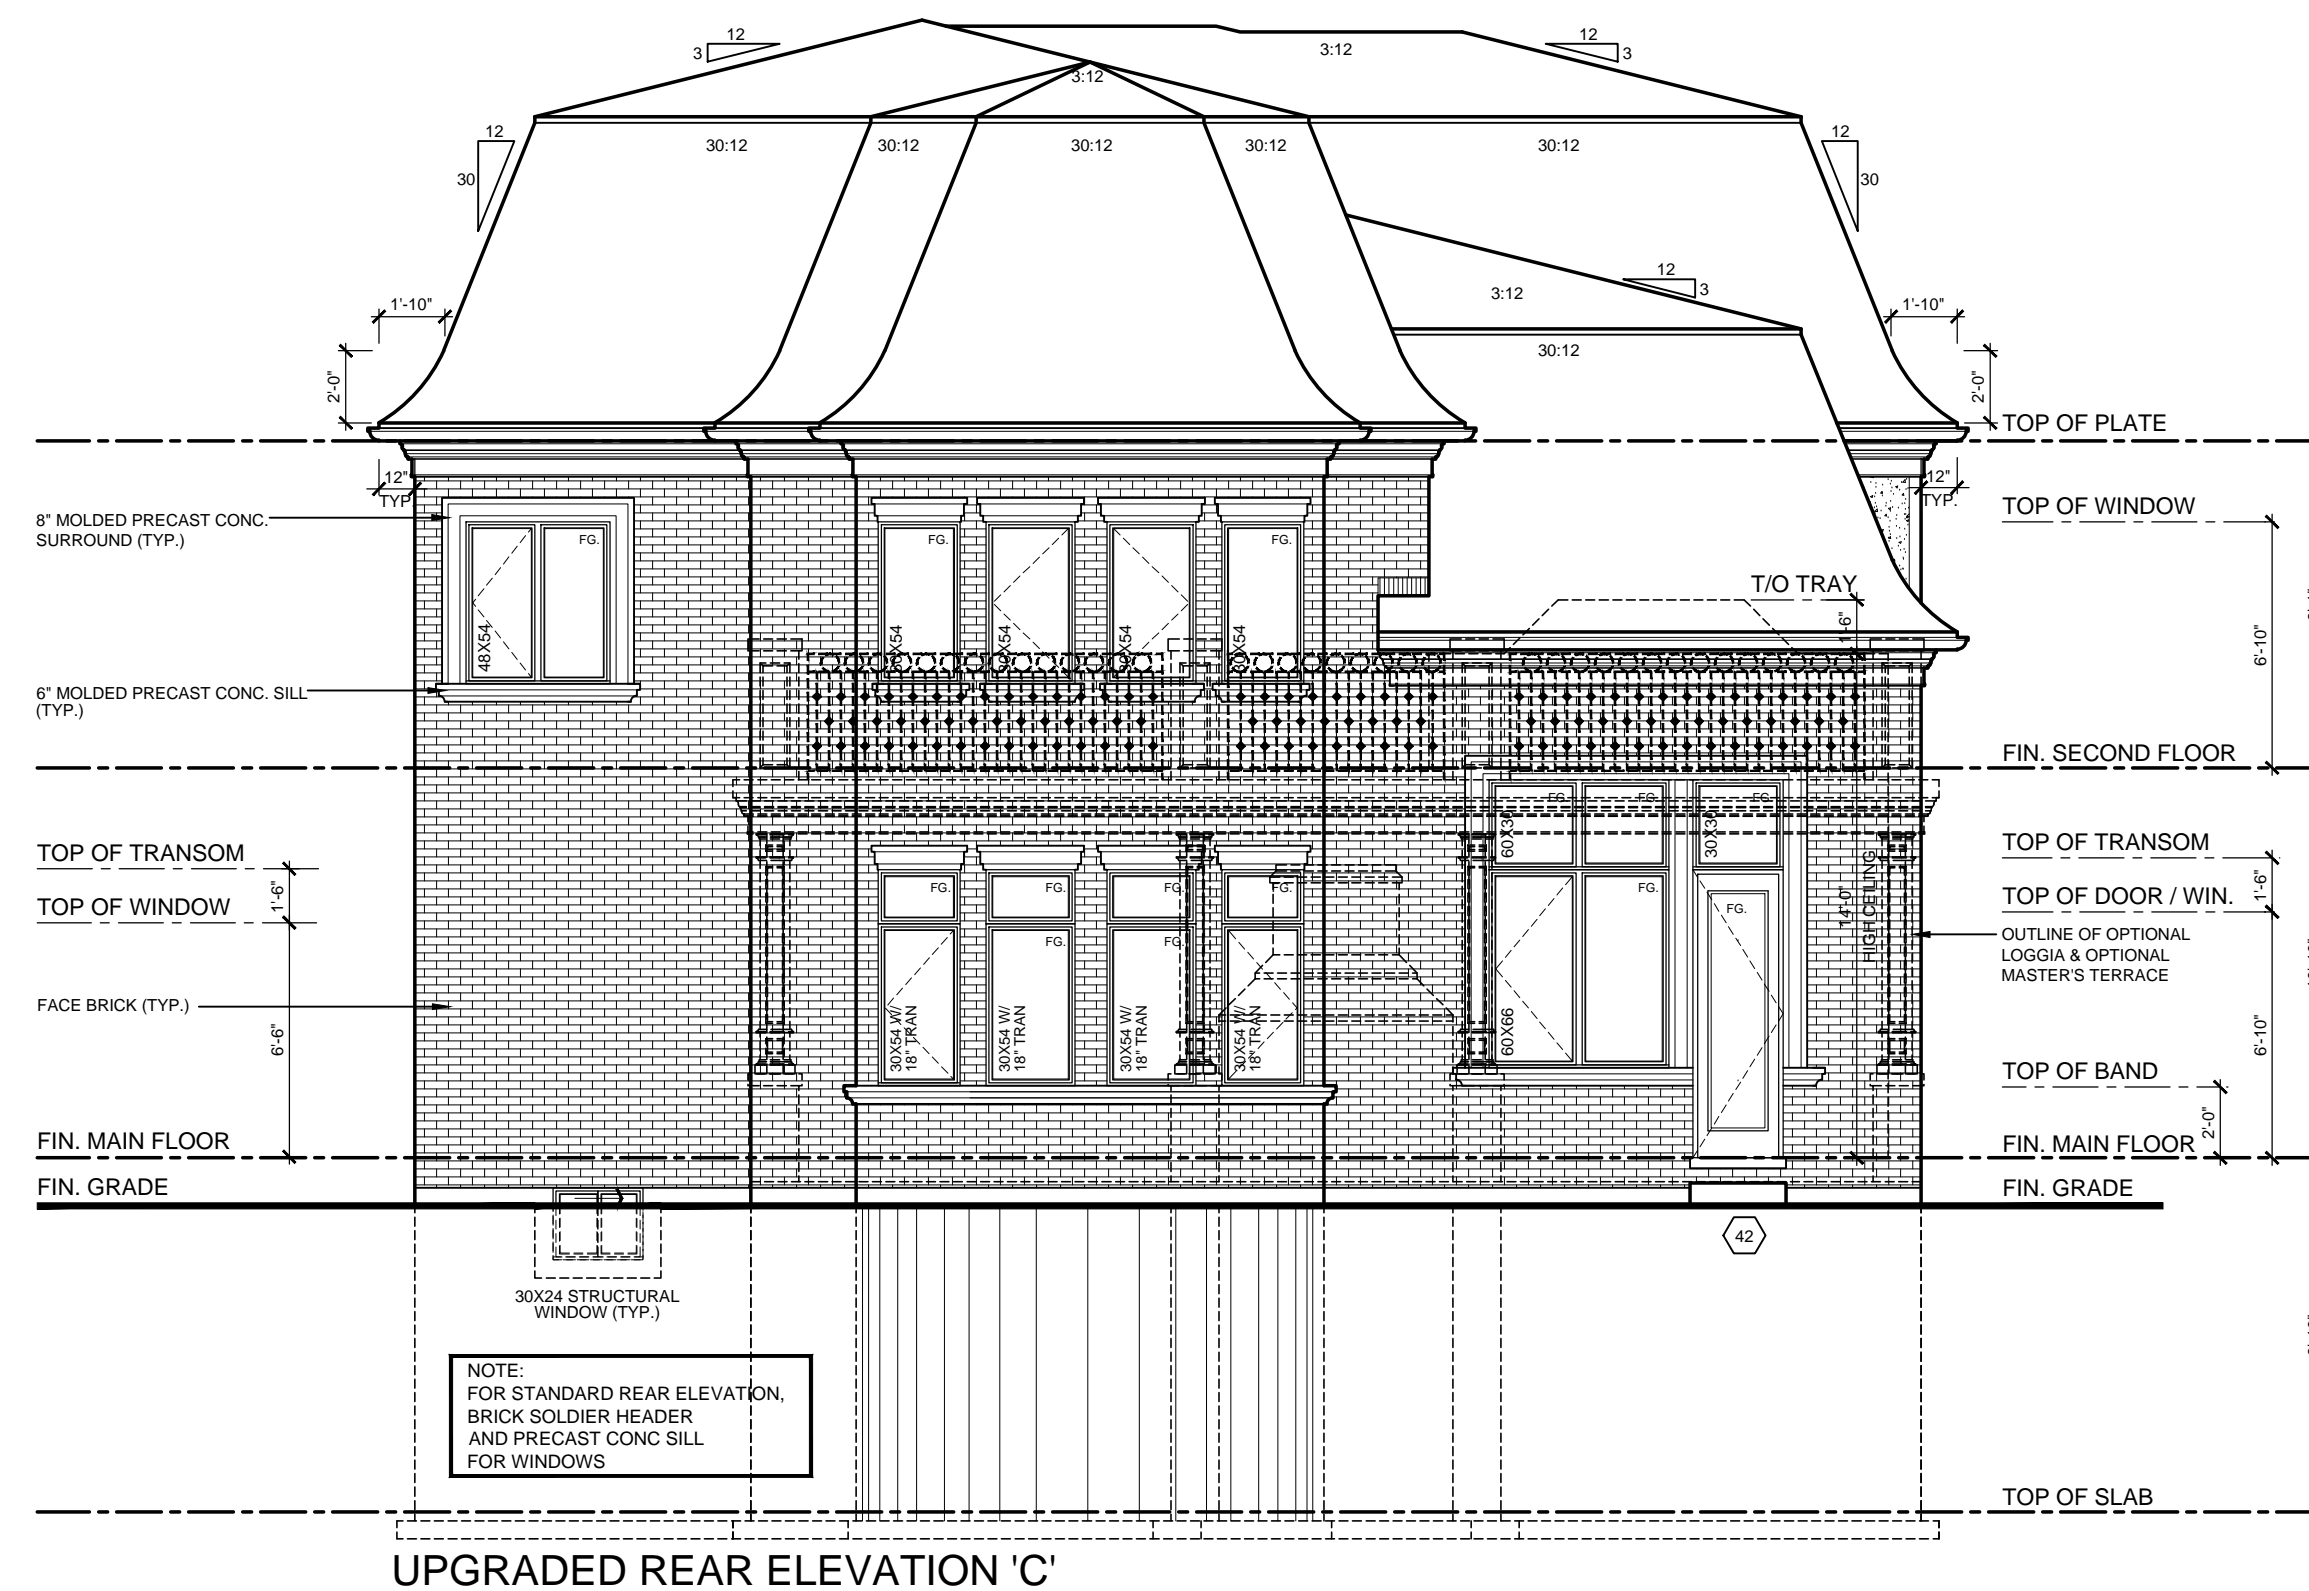 12
3
3:12
12
3
3:12
12
30
30:12
30:12
30:12
30:12
30:12
12
30
12
3
3:12
30:12
1'-10"
1'-10"
2'-0"
2'-0"
TOP OF PLATE
12"
TYP.
12"
TYP.
TOP OF WINDOW
8" MOLDED PRECAST CONC.
SURROUND (TYP.)
FG.
FG.
FG.
48X54
30X54
30X54
30X54
30X54
T/O TRAY
1'-6"
6'-10"
6" MOLDED PRECAST CONC. SILL
(TYP.)
FIN. SECOND FLOOR
FG.
FG.
FG.
60X30
30X30
TOP OF TRANSOM
1'-6"
TOP OF WINDOW
TOP OF TRANSOM
1'-6"
TOP OF DOOR / WIN.
FG.
FG.
FG.
FG.
FG.
FG.
FG.
FG.
14'-0"
HIGH CEILING
OUTLINE OF OPTIONAL
LOGGIA & OPTIONAL
MASTER'S TERRACE
FACE BRICK (TYP.)
6'-6"
30X54 W/
18" TRAN
30X54 W/
18" TRAN
30X54 W/
18" TRAN
30X54 W/
18" TRAN
60X66
6'-10"
TOP OF BAND
2'-0"
FIN. MAIN FLOOR
FIN. MAIN FLOOR
FIN. GRADE
FIN. GRADE
42
30X24 STRUCTURAL
WINDOW (TYP.)
NOTE:
FOR STANDARD REAR ELEVATION,
BRICK SOLDIER HEADER
AND PRECAST CONC SILL
FOR WINDOWS
TOP OF SLAB
UPGRADED REAR ELEVATION 'C'